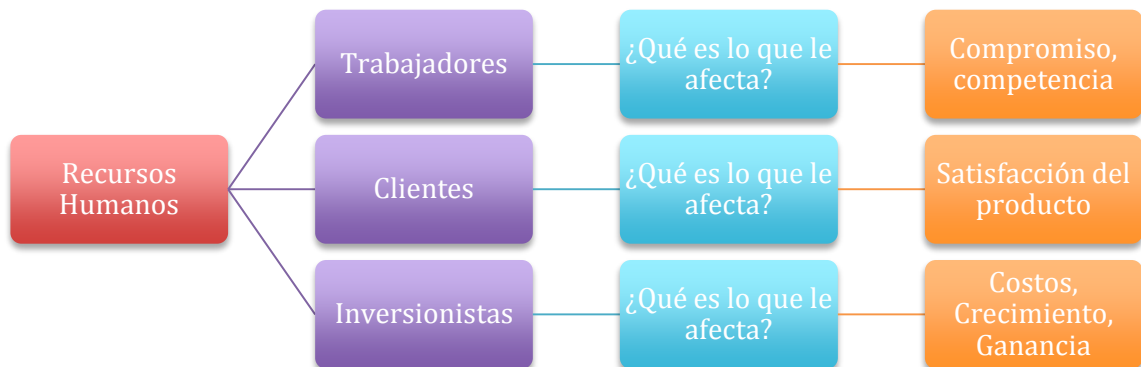 Recursos
Humanos
Trabajadores
¿Qué es lo que le
afecta?
Compromiso,
competencia
Clientes
¿Qué es lo que le
afecta?
Satisfacción del
producto
Inversionistas
¿Qué es lo que le
afecta?
Costos,
Crecimiento,
Ganancia